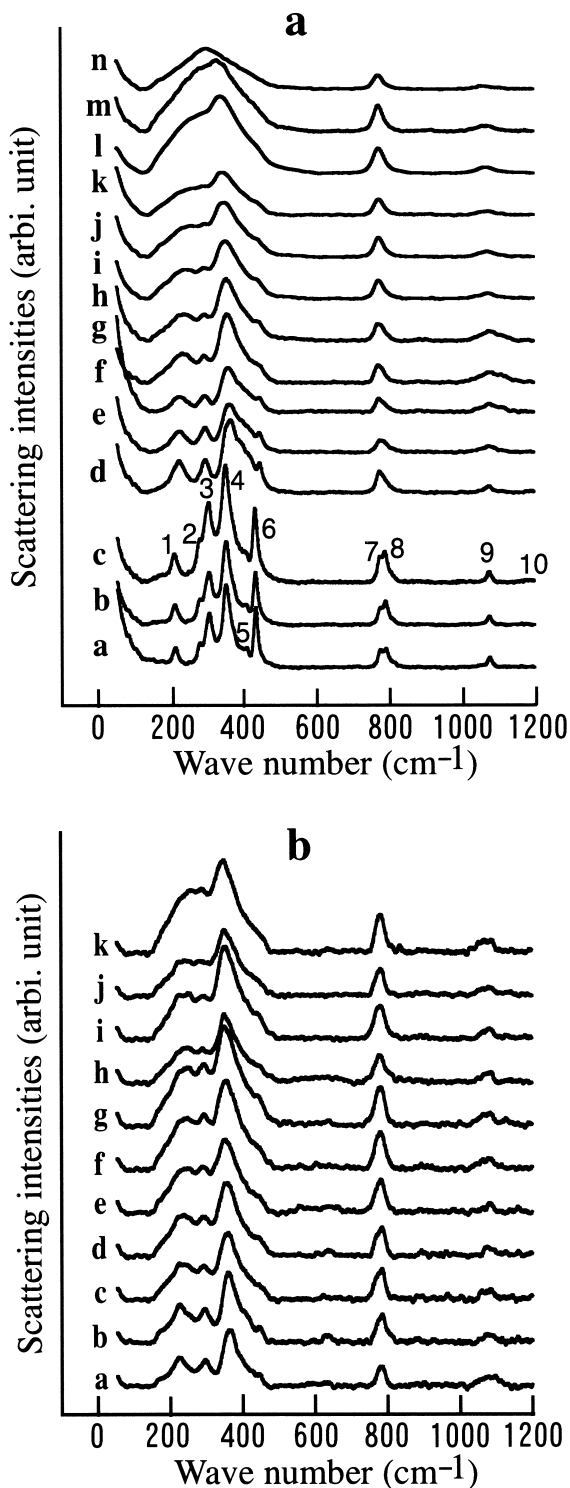 a
n
m
l
k
j
i
h
g
f
e
d
c
b
a
1 2 3 4 5 6 7 8 9 10
0 200 400 600 800 1000 1200
Wave number (cm-1)
Scattering intensities (arbi. unit)
b
k
j
i
h
g
f
e
d
c
b
a
0 200 400 600 800 1000 1200
Wave number (cm-1)
Scattering intensities (arbi. unit)